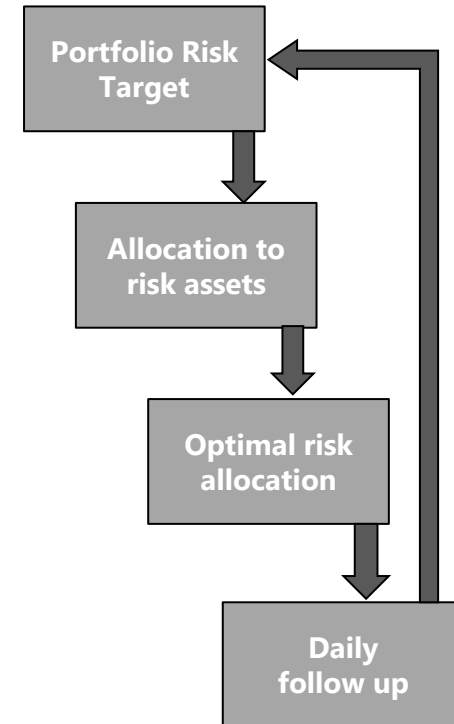 Portfolio Risk
Target
Allocation to
risk assets
Optimal risk
allocation
Daily
follow up